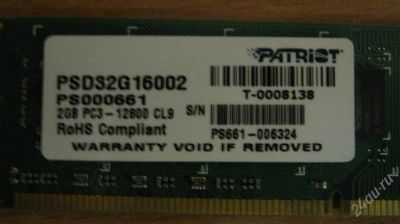 PATRIOT
PSD32G16002
T-0008138
PS000661
2GB PC3-12800 CL9 S/N
RoHS Compliant
PS661-006324
WARRANTY VOID IF REMOVED
24au.ru